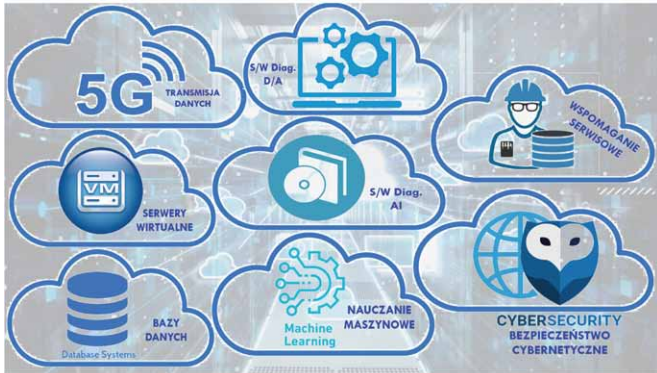 5G
TRANSMISJA
DANYCH
S/W Diag.
D/A
WSPOMAGANIE
SERWISOWE
VM
SERWERY
WIRTUALNE
S/W Diag.
AI
Database Systems
BAZY
DANYCH
Machine
Learning
NAUCZANIE
MASZYNOWE
CYBERSECURITY
BEZPIECZEŃSTWO
CYBERNETYCZNE